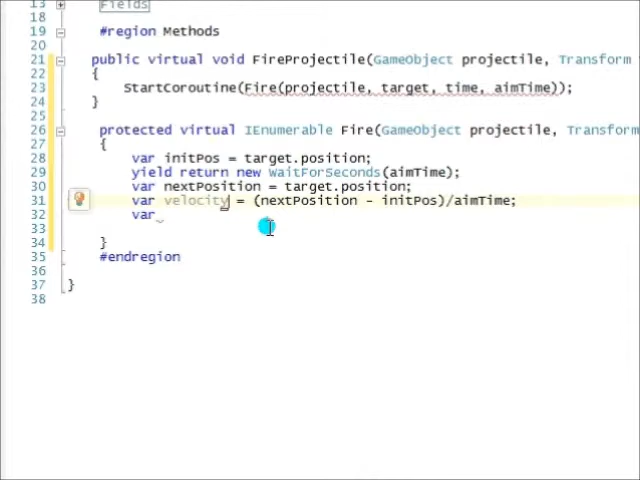 13 Fields
18
19 #region Methods
20
21 public virtual void FireProjectile(GameObject projectile, Transform
22 {
23 StartCoroutine(Fire(projectile, target, time, aimTime));
24 }
25
26 protected virtual IEnumerable Fire(GameObject projectile, Transform
27 {
28 var initPos = target.position;
29 yield return new WaitForSeconds(aimTime);
30 var nextPosition = target.position;
31 var velocity = (nextPosition - initPos)/aimTime;
32 var
33
34 }
35 #endregion
36
37 }
38